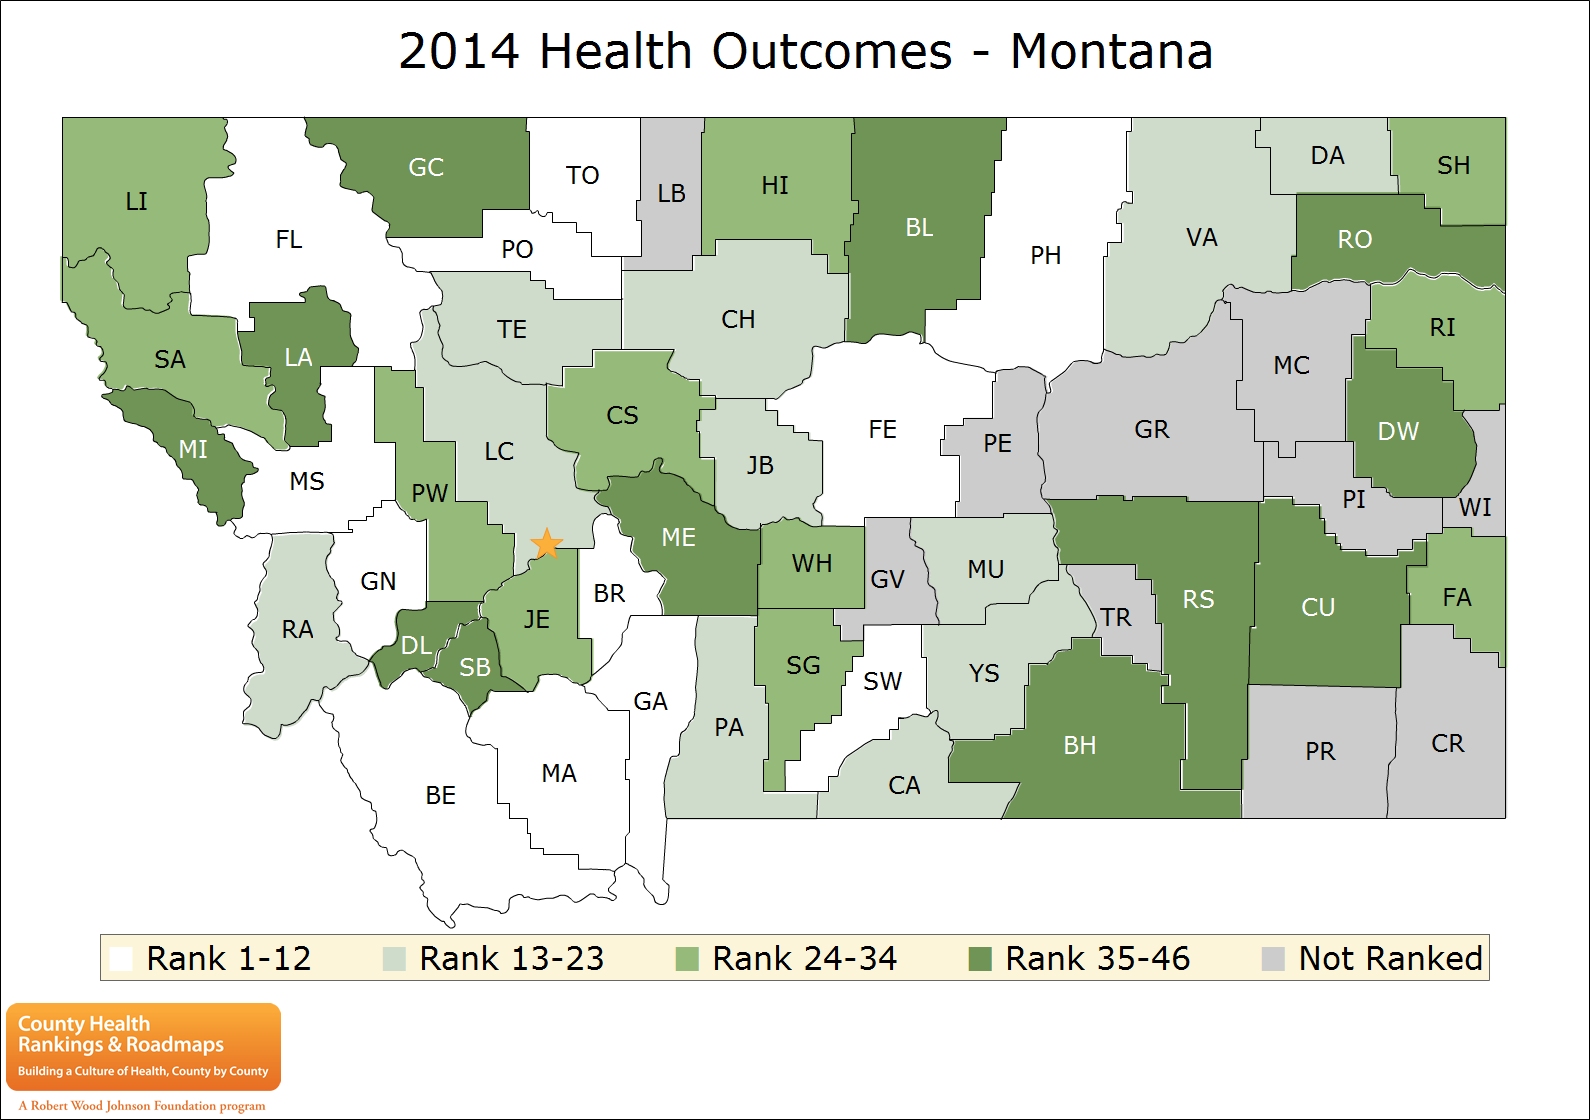 2014 Health Outcomes - Montana
LI
FL
GC
TO
LB
HI
BL
PH
VA
DA
SH
RO
PO
SA
LA
TE
CH
MC
RI
MI
MS
PW
LC
CS
JB
FE
PE
GR
DW
PI
WI
RA
GN
DL
SB
JE
BR
ME
WH
GV
MU
TR
RS
CU
FA
BE
MA
GA
PA
SG
SW
YS
CA
BH
PR
CR
Rank 1-12 Rank 13-23 Rank 24-34 Rank 35-46 Not Ranked
County Health
Rankings & Roadmaps
Building a Culture of Health, County by County
A Robert Wood Johnson Foundation program